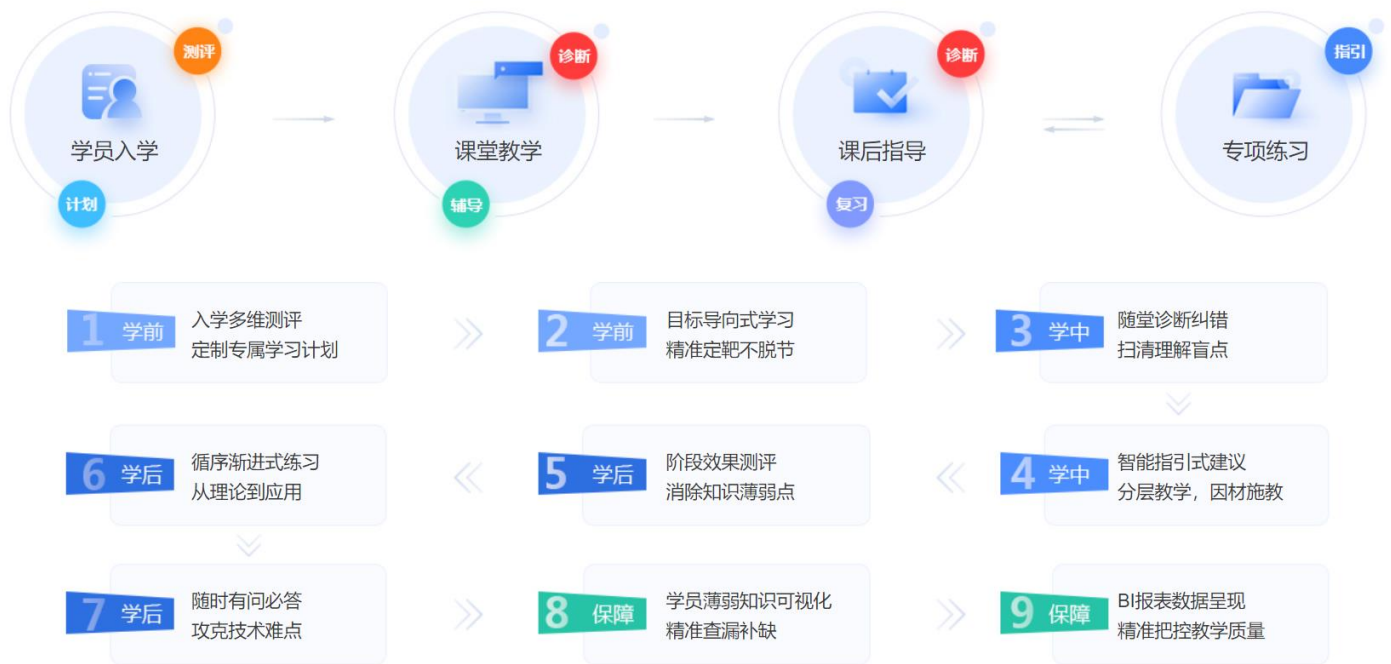 测评
学员入学
计划
诊断
课堂教学
辅导
诊断
课后指导
复习
指引
专项练习
1 学前
入学多维测评
定制专属学习计划
2 学前
目标导向式学习
精准定靶不脱节
3 学中
随堂诊断纠错
扫清理解盲点
4 学中
智能指引式建议
分层教学，因材施教
5 学后
阶段效果测评
消除知识薄弱点
6 学后
循序渐进式练习
从理论到应用
7 学后
随时有问必答
攻克技术难点
8 保障
学员薄弱知识可视化
精准查漏补缺
9 保障
BI报表数据呈现
精准把控教学质量